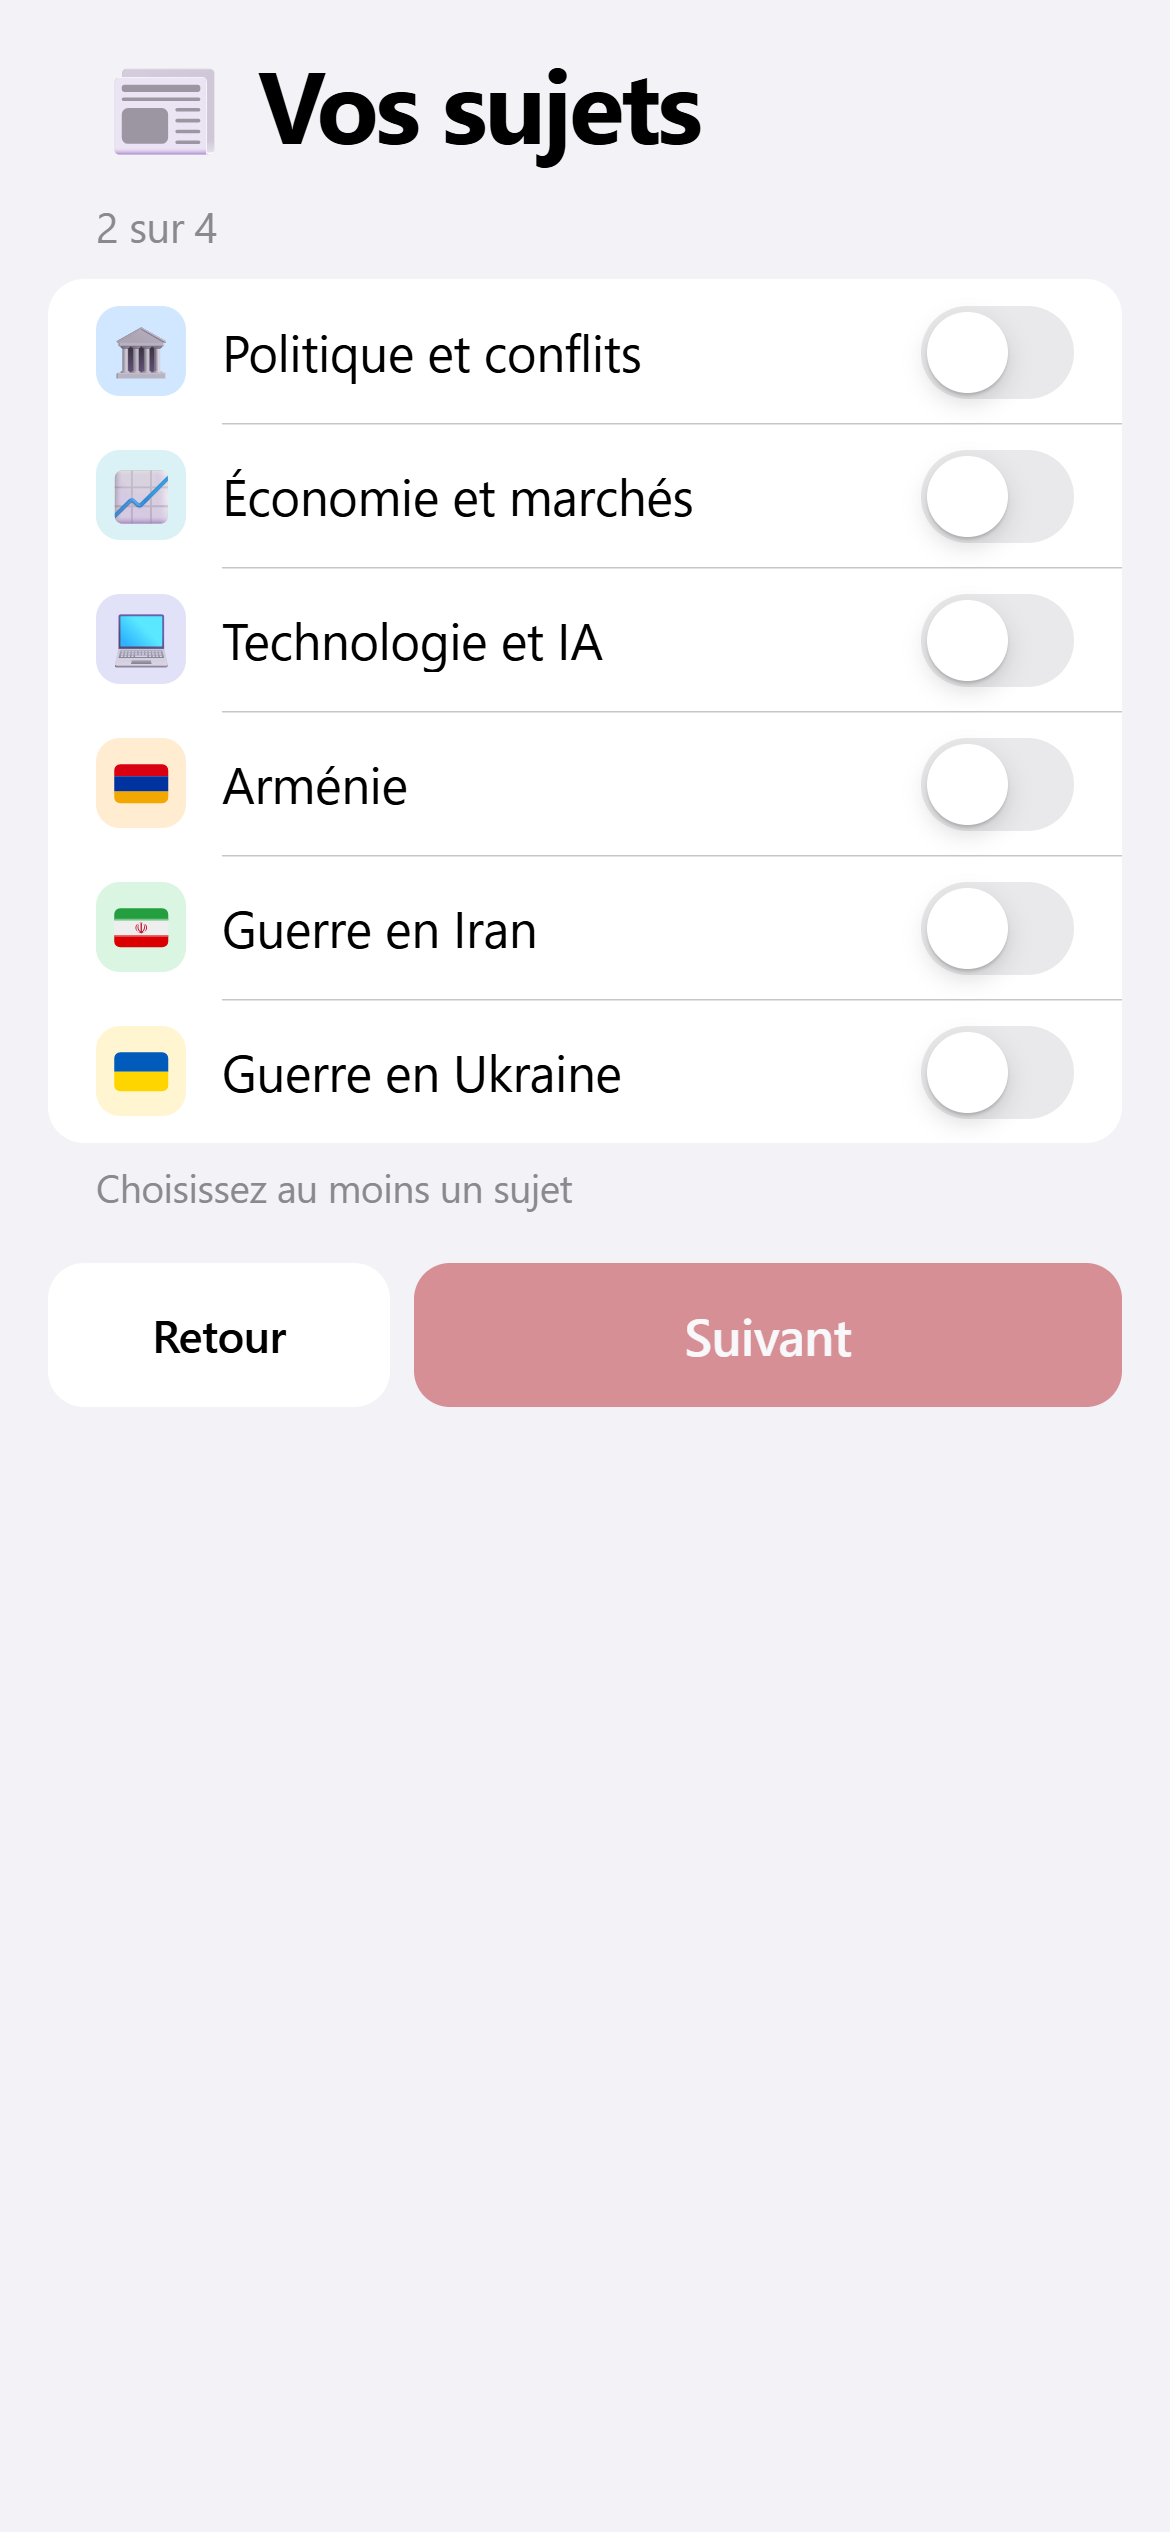 Vos sujets
2 sur 4
Politique et conflits
Économie et marchés
Technologie et IA
Arménie
Guerre en Iran
Guerre en Ukraine
Choisissez au moins un sujet
Retour
Suivant